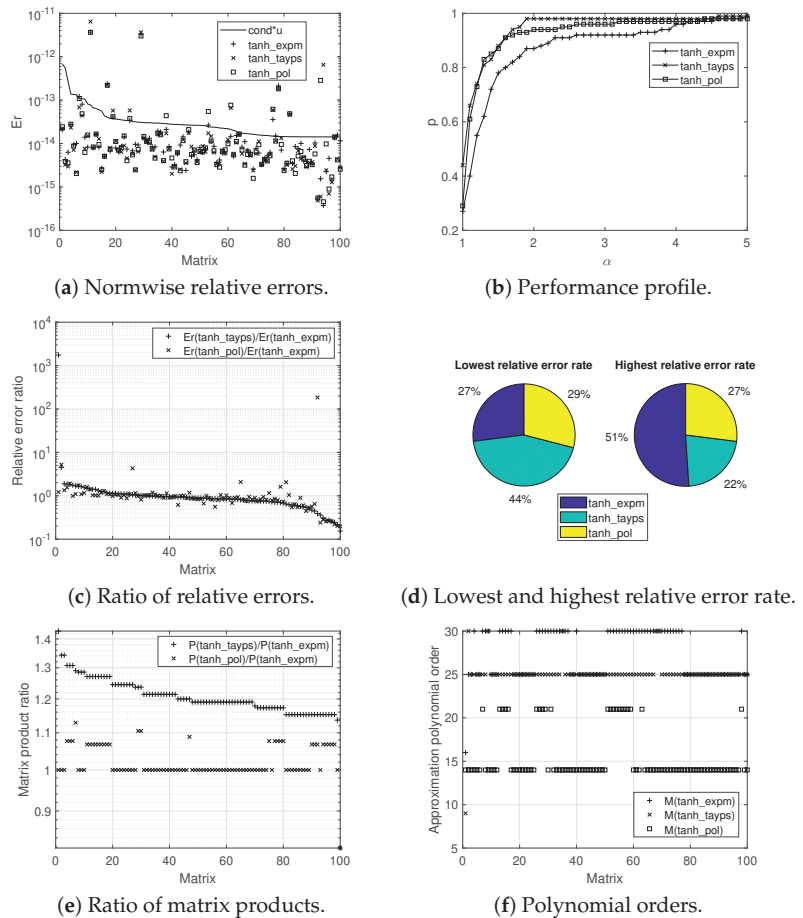 10^-11
10^-12
10^-13
10^-14
10^-15
10^-16
Er
0
20
40
60
80
100
Matrix
cond*u
tanh_expm
tanh_tayps
tanh_pol
(a) Normwise relative errors.
1
0.8
0.6
0.4
0.2
p
1
2
3
4
5
α
tanh_expm
tanh_tayps
tanh_pol
(b) Performance profile.
10^4
10^3
10^2
10^1
10^0
10^-1
Relative error ratio
0
20
40
60
80
100
Matrix
Er(tanh_tayps)/Er(tanh_expm)
Er(tanh_pol)/Er(tanh_expm)
(c) Ratio of relative errors.
Lowest relative error rate
27%
29%
44%
Highest relative error rate
27%
51%
22%
tanh_expm
tanh_tayps
tanh_pol
(d) Lowest and highest relative error rate.
1.4
1.3
1.2
1.1
1
0.9
Matrix product ratio
0
20
40
60
80
100
Matrix
P(tanh_tayps)/P(tanh_expm)
P(tanh_pol)/P(tanh_expm)
(e) Ratio of matrix products.
30
25
20
15
10
5
Approximation polynomial order
0
20
40
60
80
100
Matrix
M(tanh_expm)
M(tanh_tayps)
M(tanh_pol)
(f) Polynomial orders.